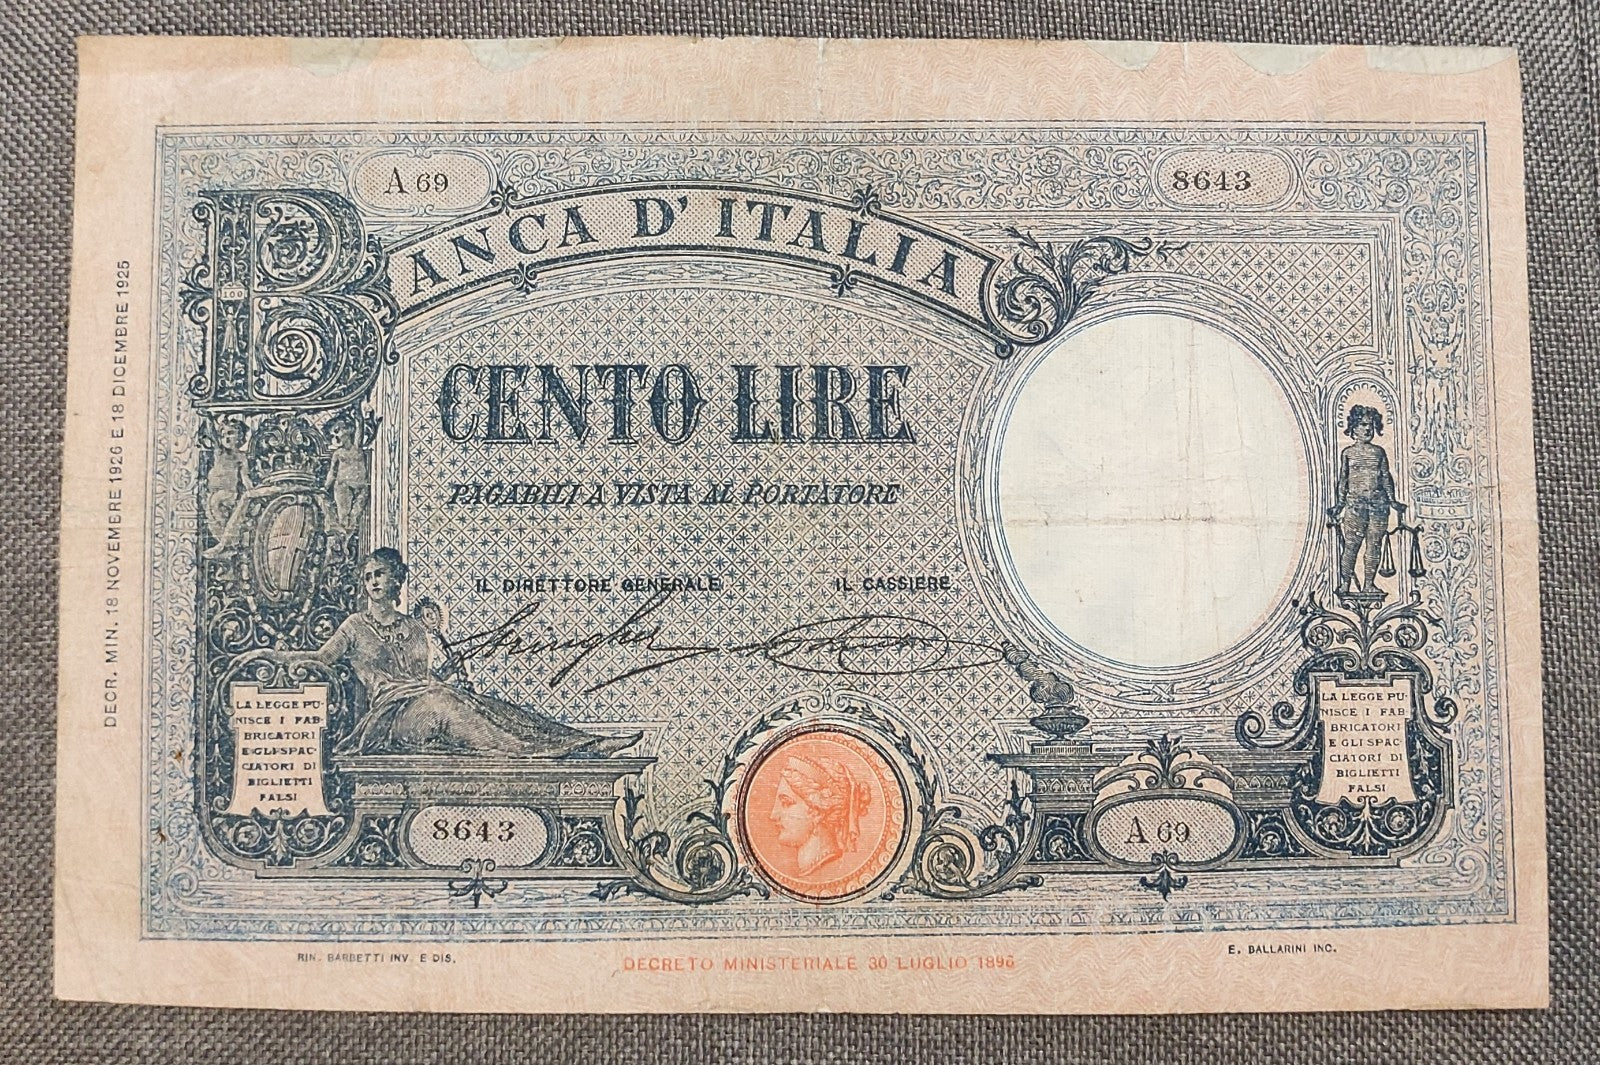 A 69
8643
BANCA D'ITALIA
100
CENTO LIRE
PAGABILI A VISTA AL PORTATORE
100
IL DIRETTORE GENERALE
IL CASSIERE
Stringher
LA LEGGE PU-
NISCE I FAB-
BRICATORI
E GLI SPAC-
CIATORI DI
BIGLIETTI
FALSI
LA LEGGE PU-
NISCE I FAB-
BRICATORI
E GLI SPAC-
CIATORI DI
BIGLIETTI
FALSI
8643
A 69
RIN. BARBETTI INV. E DIS.
DECRETO MINISTERIALE 30 LUGLIO 1896
E. BALLARINI INC.
DECR. MIN. 18 NOVEMBRE 1926 E 18 DICEMBRE 1925